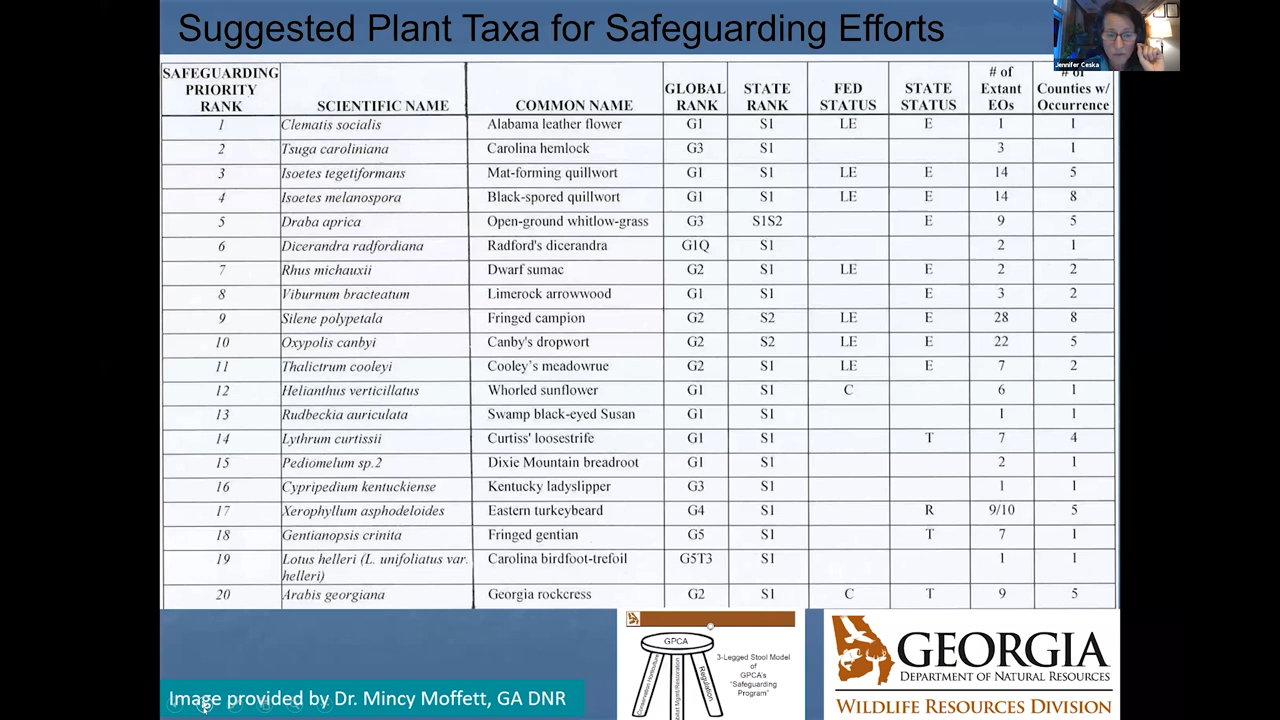 Suggested Plant Taxa for Safeguarding Efforts
Jennifer Ceska
SAFEGUARDING PRIORITY RANK SCIENTIFIC NAME COMMON NAME GLOBAL RANK STATE RANK FED STATUS STATE STATUS # of Extant EOs # of Counties w/ Occurrence
1 Clematis socialis Alabama leather flower G1 S1 LE E 1 1
2 Tsuga caroliniana Carolina hemlock G3 S1 3 1
3 Isoetes tegetiformans Mat-forming quillwort G1 S1 LE E 14 5
4 Isoetes melanospora Black-spored quillwort G1 S1 LE E 14 8
5 Draba aprica Open-ground whitlow-grass G3 S1S2 E 9 5
6 Dicerandra radfordiana Radford's dicerandra G1Q S1 2 1
7 Rhus michauxii Dwarf sumac G2 S1 LE E 2 2
8 Viburnum bracteatum Limerock arrowwood G1 S1 E 3 2
9 Silene polypetala Fringed campion G2 S2 LE E 28 8
10 Oxypolis canbyi Canby's dropwort G2 S2 LE E 22 5
11 Thalictrum cooleyi Cooley's meadowrue G2 S1 LE E 7 2
12 Helianthus verticillatus Whorled sunflower G1 S1 C 6 1
13 Rudbeckia auriculata Swamp black-eyed Susan G1 S1 1 1
14 Lythrum curtissii Curtiss' loosestrife G1 S1 T 7 4
15 Pediomelum sp.2 Dixie Mountain breadroot G1 S1 2 1
16 Cypripedium kentuckiense Kentucky ladyslipper G3 S1 1 1
17 Xerophyllum asphodeloides Eastern turkeybeard G4 S1 R 9/10 5
18 Gentianopsis crinita Fringed gentian G5 S1 T 7 1
19 Lotus helleri (L. unifoliatus var. helleri) Carolina birdfoot-trefoil G5T3 S1 1 1
20 Arabis georgiana Georgia rockcress G2 S1 C T 9 5
GPCA
Conservation Horticulture
Regulation
3-Legged Stool Model
of
GPCA's
"Safeguarding
Program"
GEORGIA
DEPARTMENT OF NATURAL RESOURCES
WILDLIFE RESOURCES DIVISION
Image provided by Dr. Mincy Moffett, GA DNR